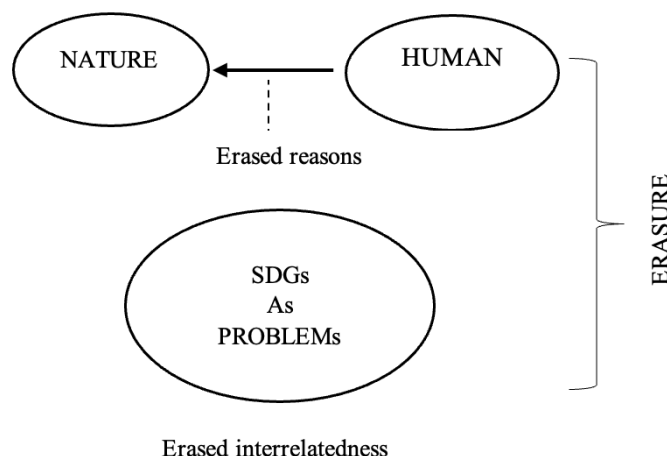 NATURE
HUMAN
Erased reasons
SDGs
As
PROBLEMs
ERASURE
Erased interrelatedness